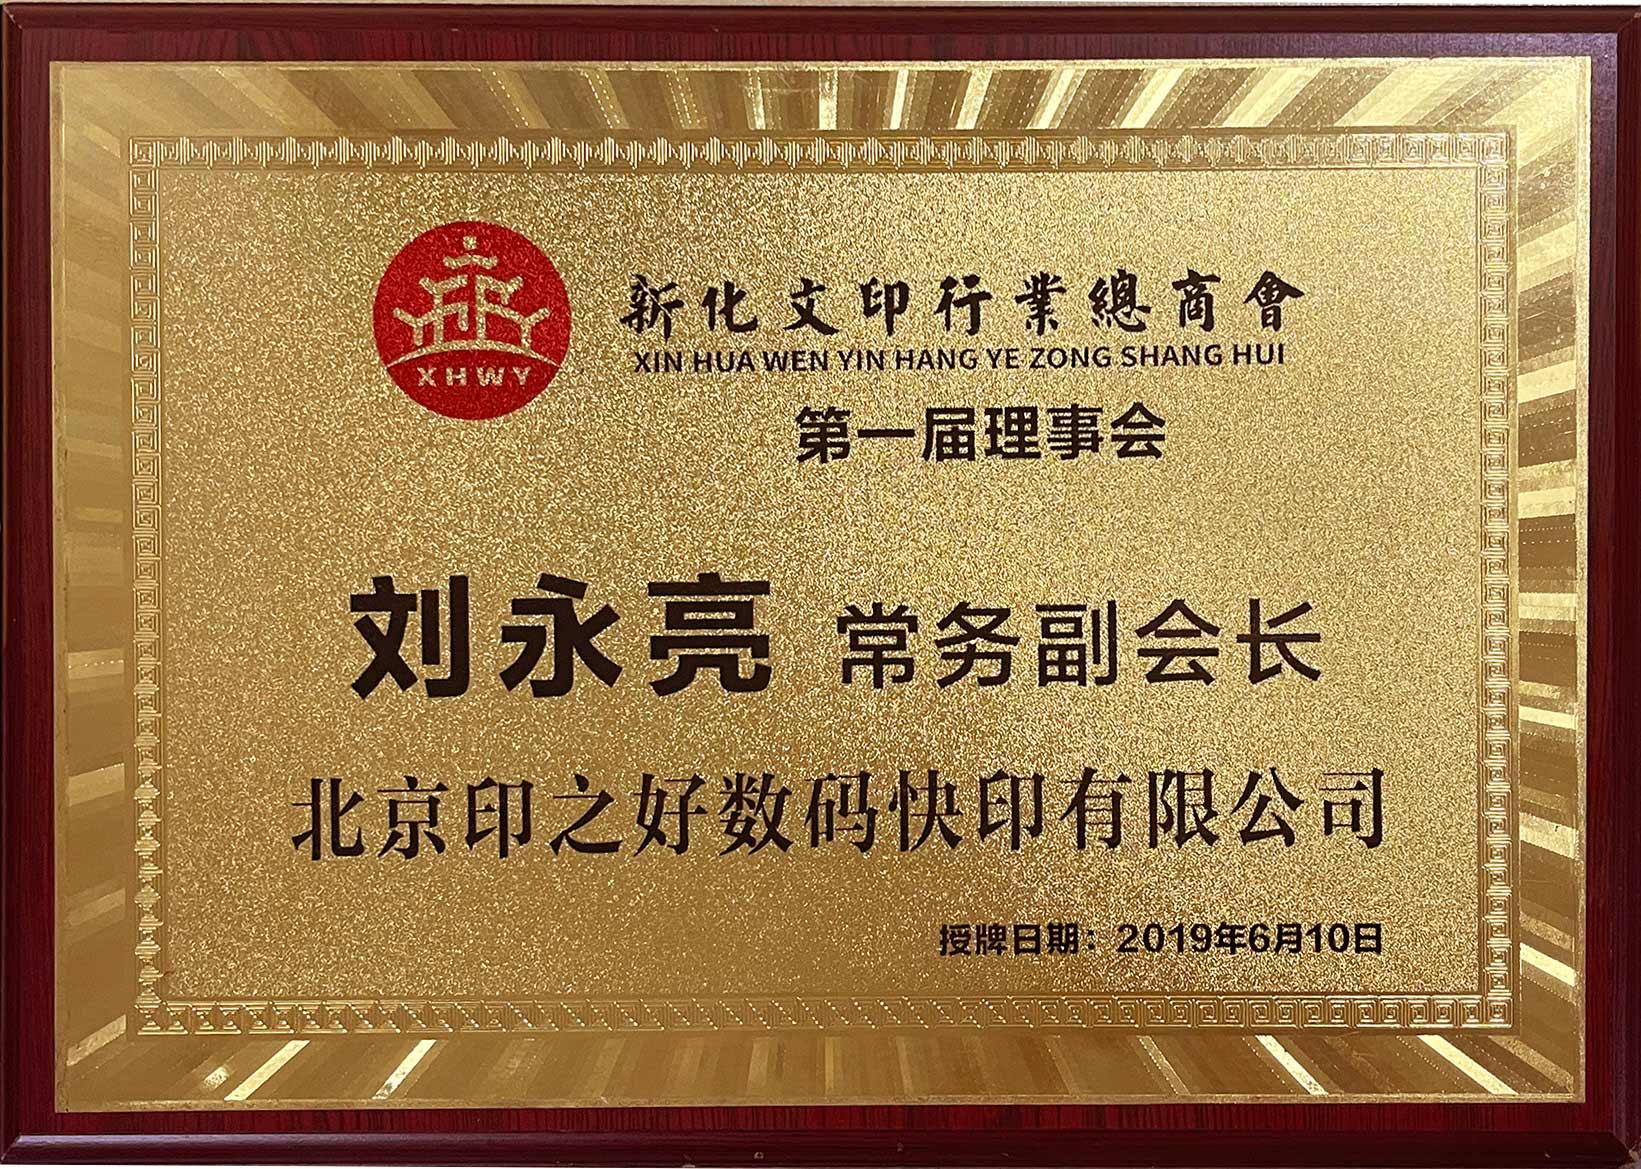 XHWY
新化文印行業總商會
XIN HUA WEN YIN HANG YE ZONG SHANG HUI
第一届理事会
刘永亮 常务副会长
北京印之好数码快印有限公司
授牌日期：2019年6月10日